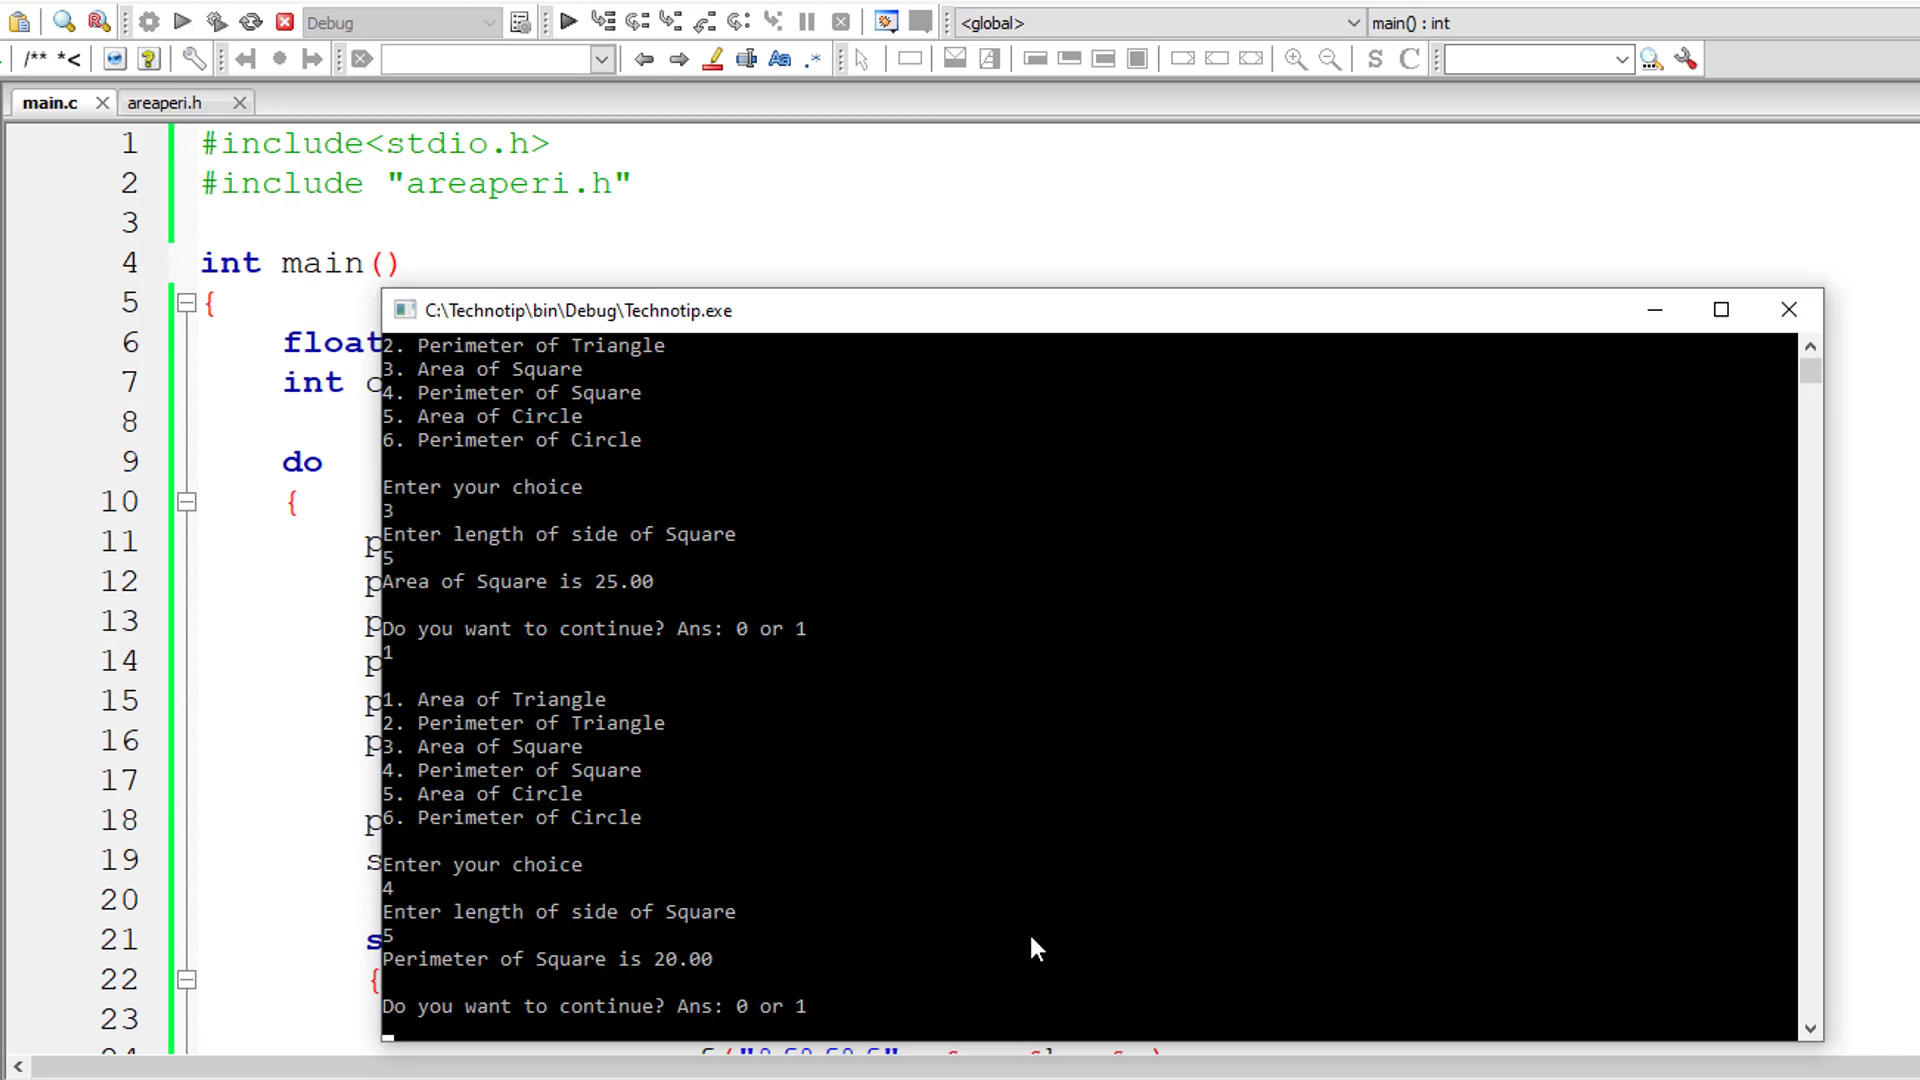 Debug
<global>
main() : int
/** *<
Aa
.*
S
C
main.c
areaperi.h
1 #include<stdio.h>
2 #include "areaperi.h"
3
4 int main()
5 {
6 float
7 int c
8
9 do
10 {
11 p
12 p
13 p
14 p
15 p
16 p
17
18 p
19 s
20
21 s
22 {
23
C:\Technotip\bin\Debug\Technotip.exe
2. Perimeter of Triangle
3. Area of Square
4. Perimeter of Square
5. Area of Circle
6. Perimeter of Circle
Enter your choice
3
Enter length of side of Square
5
Area of Square is 25.00
Do you want to continue? Ans: 0 or 1
1
1. Area of Triangle
2. Perimeter of Triangle
3. Area of Square
4. Perimeter of Square
5. Area of Circle
6. Perimeter of Circle
Enter your choice
4
Enter length of side of Square
5
Perimeter of Square is 20.00
Do you want to continue? Ans: 0 or 1